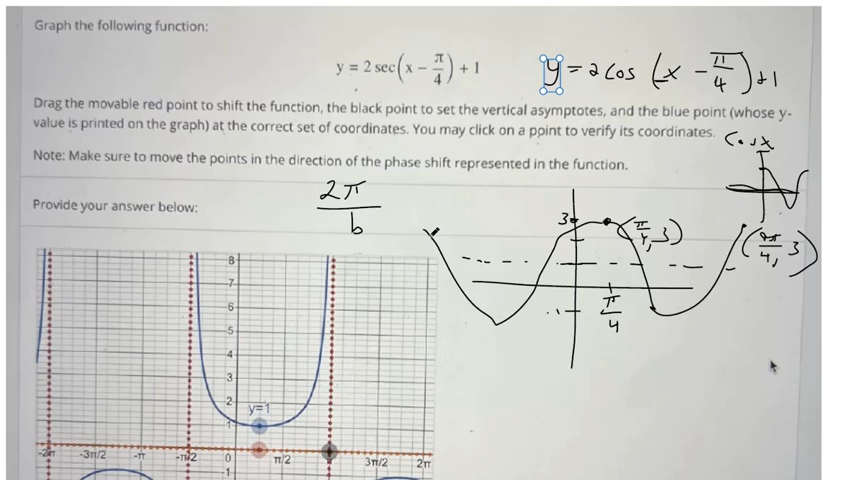 Graph the following function:
y = 2 sec(x − π/4) + 1
y = 2 cos (x − π/4) + 1
Drag the movable red point to shift the function, the black point to set the vertical asymptotes, and the blue point (whose y-
value is printed on the graph) at the correct set of coordinates. You may click on a ppint to verify its coordinates.
Cosx
Note: Make sure to move the points in the direction of the phase shift represented in the function.
Provide your answer below:
2π/b
3
(π/4, 3)
(9π/4, 3)
π/4
8
7
6
5
4
3
2
y=1
1
-2π -3π/2 -π -π/2 0 π/2 3π/2 2π
-1